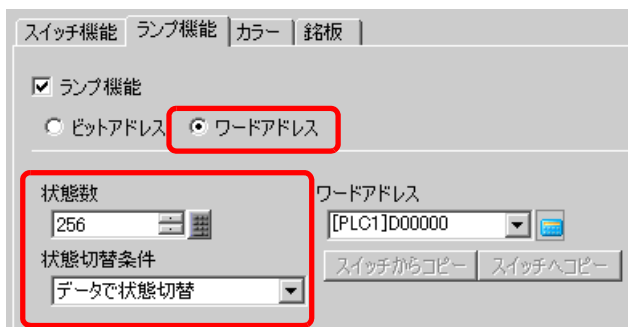 スイッチ機能 ランプ機能 カラー 銘板
ランプ機能
ビットアドレス ワードアドレス
状態数 ワードアドレス
256 [PLC1]D00000
状態切替条件 スイッチからコピー スイッチへコピー
データで状態切替